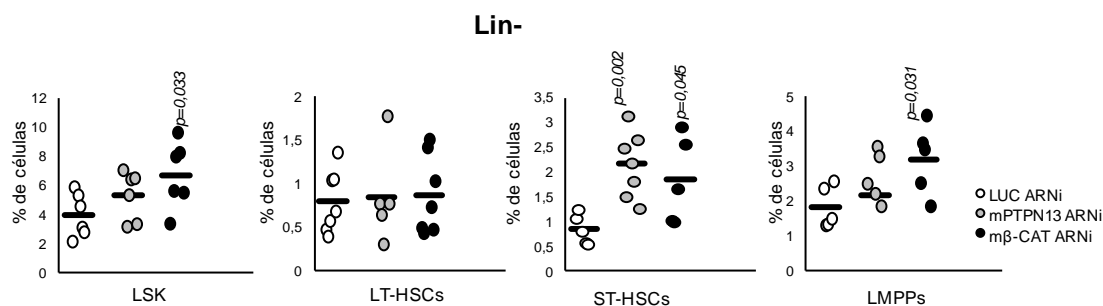 Lin-
% de células
12
10
8
6
4
2
0
p=0,033
LSK
% de células
2
1,5
1
0,5
0
LT-HSCs
% de células
3,5
3
2,5
2
1,5
1
0,5
0
p=0,002
p=0,045
ST-HSCs
% de células
5
4
3
2
1
0
p=0,031
LMPPs
LUC ARNi
mPTPN13 ARNi
mβ-CAT ARNi